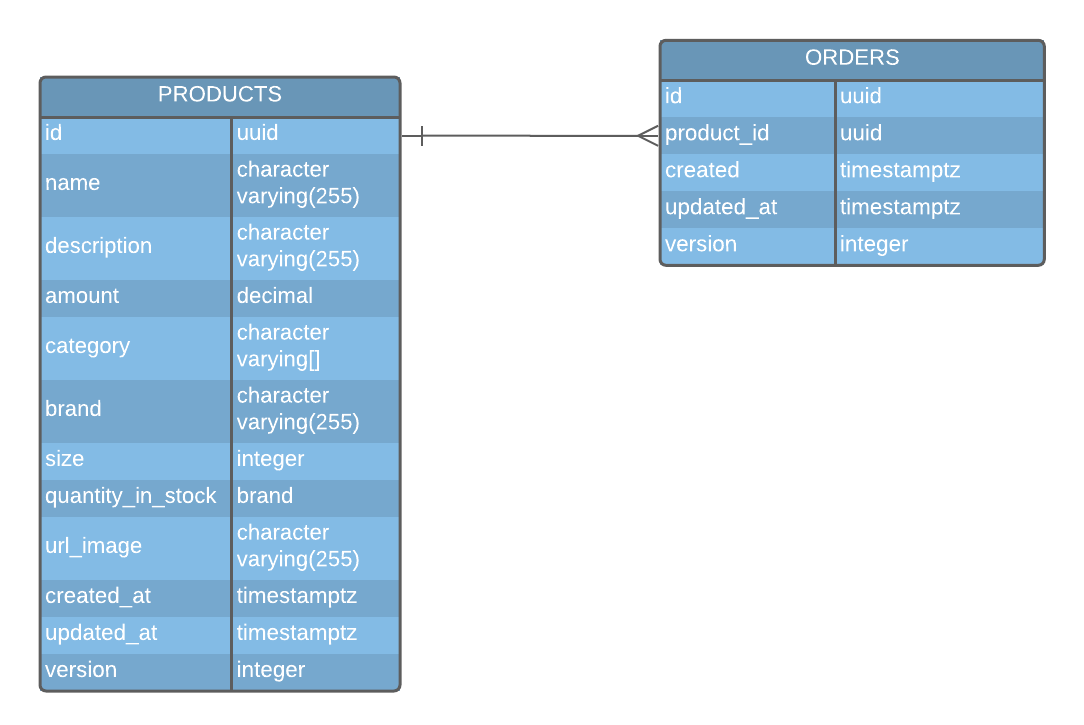 PRODUCTS
id uuid
name character
varying(255)
description character
varying(255)
amount decimal
category character
varying[]
brand character
varying(255)
size integer
quantity_in_stock brand
url_image character
varying(255)
created_at timestamptz
updated_at timestamptz
version integer
ORDERS
id uuid
product_id uuid
created timestamptz
updated_at timestamptz
version integer